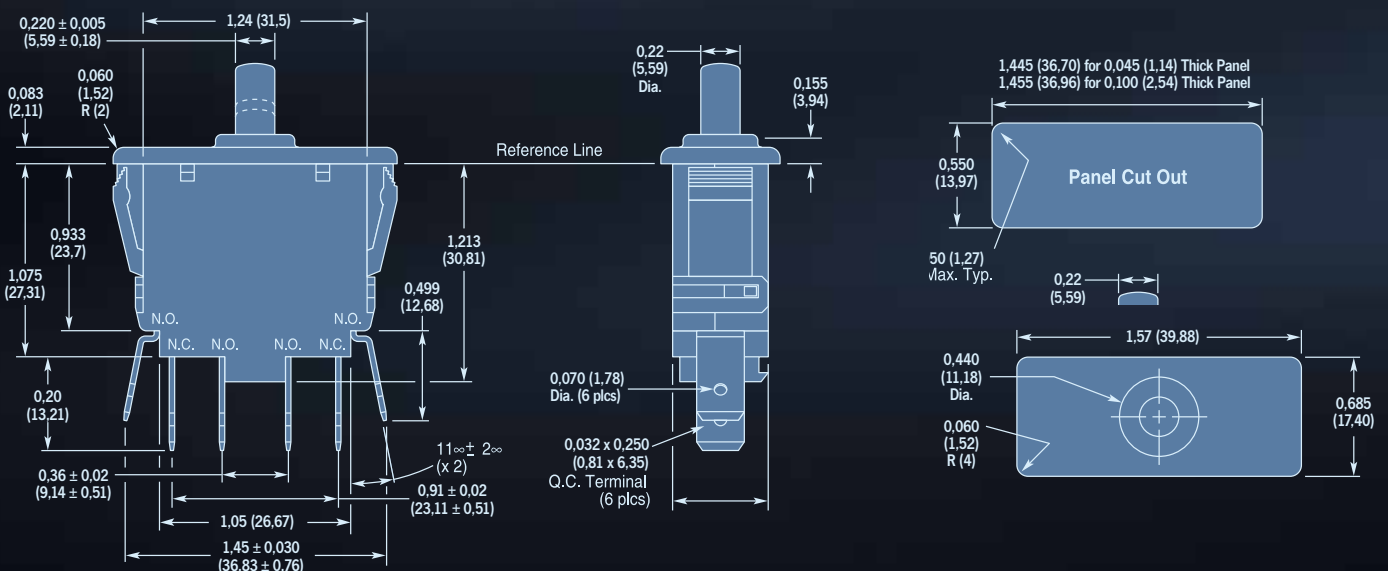 0,220 ± 0,005
(5,59 ± 0,18)
1,24 (31,5)
0,060
(1,52)
R (2)
0,083
(2,11)
0,933
(23,7)
1,075
(27,31)
1,213
(30,81)
0,499
(12,68)
N.O.
N.O.
N.C.
N.O.
N.O.
N.C.
0,20
(13,21)
11∞± 2∞
(x 2)
0,36 ± 0,02
(9,14 ± 0,51)
0,91 ± 0,02
(23,11 ± 0,51)
1,05 (26,67)
1,45 ± 0,030
(36,83 ± 0,76)
Reference Line
0,22
(5,59)
Dia.
0,155
(3,94)
0,070 (1,78)
Dia. (6 plcs)
0,032 x 0,250
(0,81 x 6,35)
Q.C. Terminal
(6 plcs)
1,445 (36,70) for 0,045 (1,14) Thick Panel
1,455 (36,96) for 0,100 (2,54) Thick Panel
0,550
(13,97)
Panel Cut Out
50 (1,27)
Max. Typ.
0,22
(5,59)
1,57 (39,88)
0,440
(11,18)
Dia.
0,060
(1,52)
R (4)
0,685
(17,40)